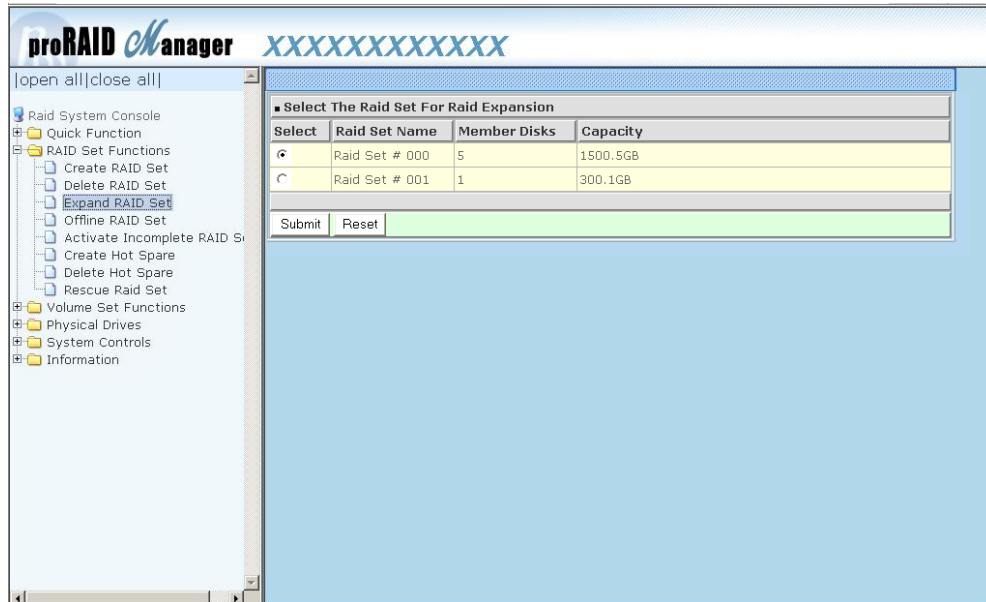 proRAID Manager XXXXXXXXXXXXX
|open all|close all|
Raid System Console
Quick Function
RAID Set Functions
Create RAID Set
Delete RAID Set
Expand RAID Set
Offline RAID Set
Activate Incomplete RAID S
Create Hot Spare
Delete Hot Spare
Rescue Raid Set
Volume Set Functions
Physical Drives
System Controls
Information
Select The Raid Set For Raid Expansion
Select Raid Set Name Member Disks Capacity
Raid Set # 000 5 1500.5GB
Raid Set # 001 1 300.1GB
Submit Reset